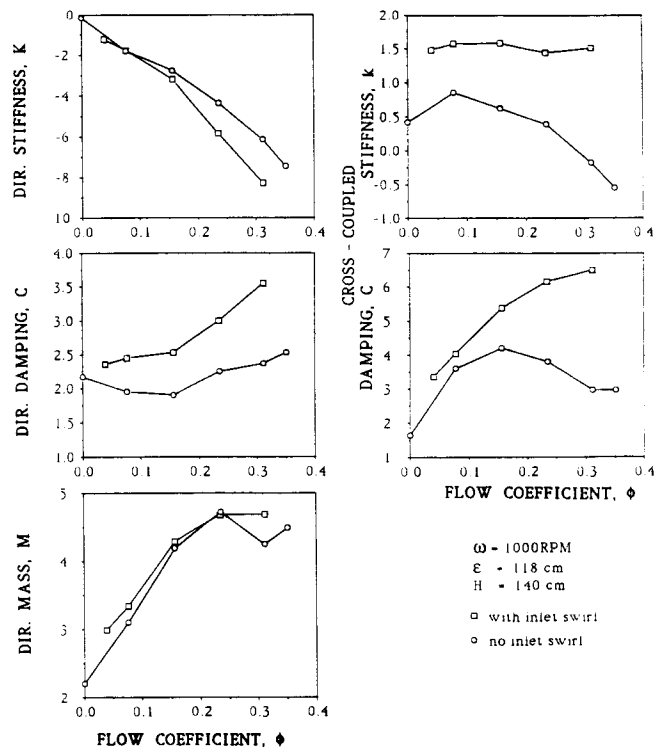 DIR. STIFFNESS, K
0
-2
-4
-6
-8
10
0.0 0.1 0.2 0.3 0.4
CROSS - COUPLED
STIFFNESS, k
2.0
1.5
1.0
0.5
0.0
-0.5
-1.0
0.0 0.1 0.2 0.3 0.4
DIR. DAMPING, C
4.0
3.5
3.0
2.5
2.0
1.5
1.0
0.0 0.1 0.2 0.3 0.4
DAMPING, C
7
6
5
4
3
2
1
0.0 0.1 0.2 0.3 0.4
FLOW COEFFICIENT, ϕ
DIR. MASS, M
5
4
3
2
0.0 0.1 0.2 0.3 0.4
FLOW COEFFICIENT, ϕ
ω - 1000RPM
ε - 118 cm
H - 140 cm
with inlet swirl
no inlet swirl